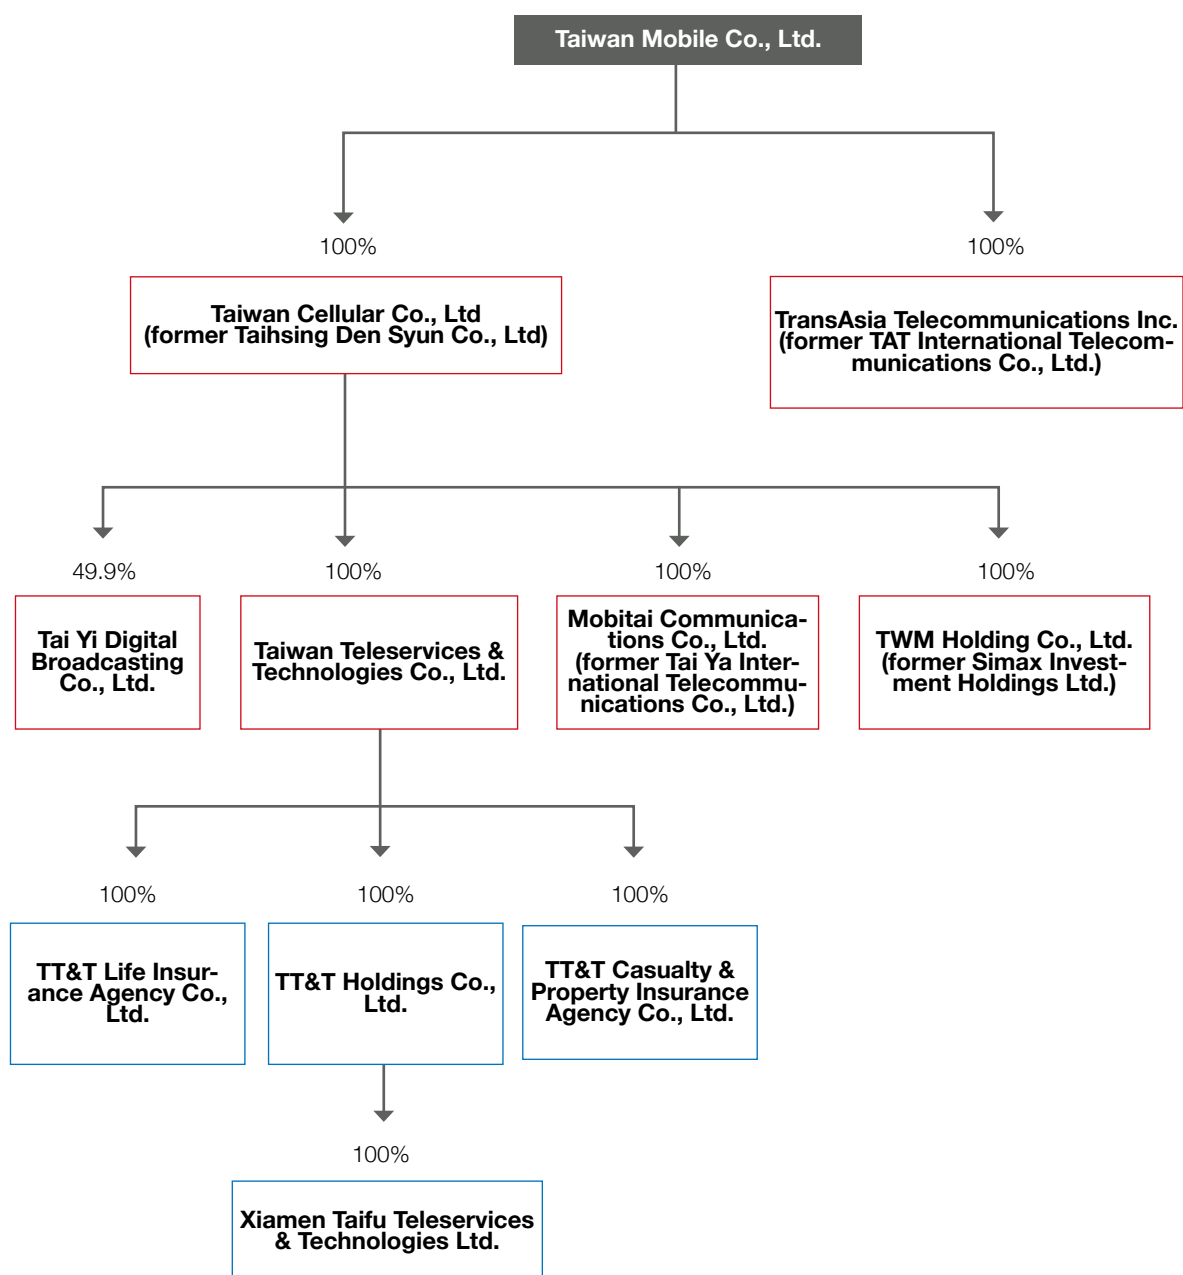 Taiwan Mobile Co., Ltd.
100%
100%
Taiwan Cellular Co., Ltd
(former Taihsing Den Syun Co., Ltd)
TransAsia Telecommunications Inc.
(former TAT International Telecom-
munications Co., Ltd.)
49.9%
100%
100%
100%
Tai Yi Digital
Broadcasting
Co., Ltd.
Taiwan Teleservices &
Technologies Co., Ltd.
Mobitai Communica-
tions Co., Ltd.
(former Tai Ya Inter-
national Telecommu-
nications Co., Ltd.)
TWM Holding Co., Ltd.
(former Simax Invest-
ment Holdings Ltd.)
100%
100%
100%
TT&T Life Insur-
ance Agency Co.,
Ltd.
TT&T Holdings Co.,
Ltd.
TT&T Casualty &
Property Insurance
Agency Co., Ltd.
100%
Xiamen Taifu Teleservices
& Technologies Ltd.